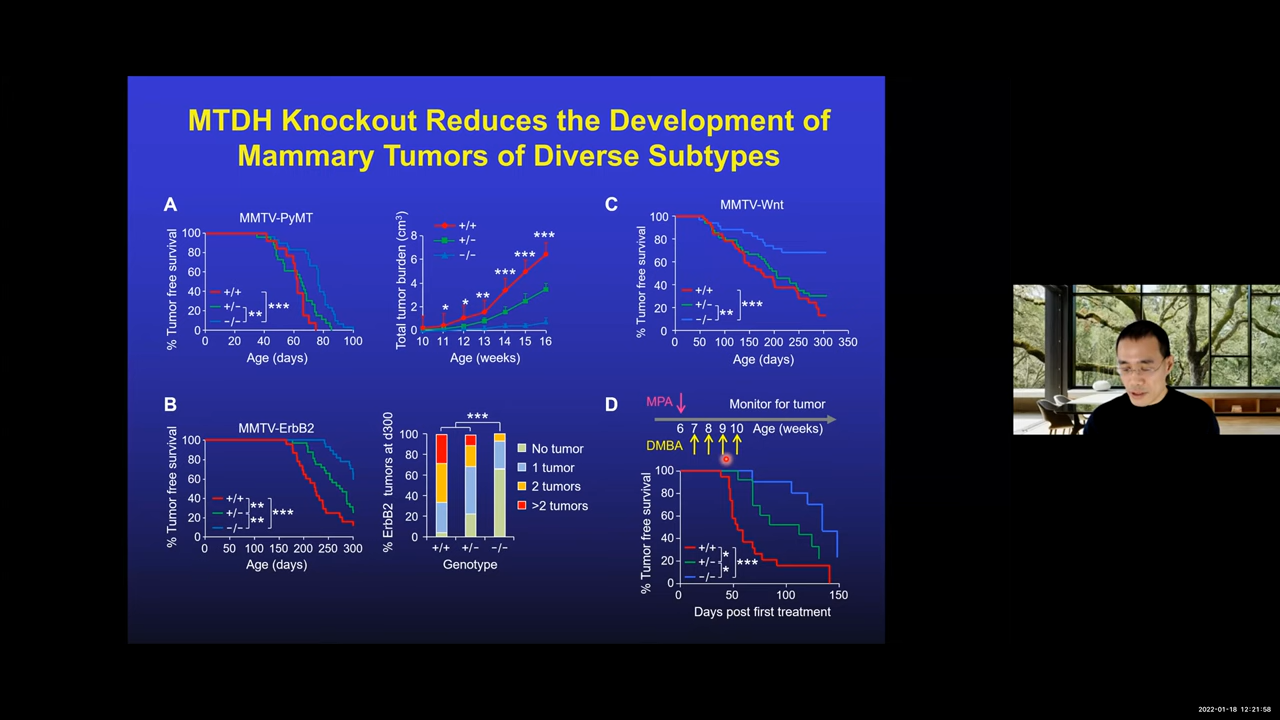 MTDH Knockout Reduces the Development of
Mammary Tumors of Diverse Subtypes
A
MMTV-PyMT
% Tumor free survival
100
80
60
40
20
0
+/+
+/−
−/−
**
***
0 20 40 60 80 100
Age (days)
Total tumor burden (cm³)
8
6
4
2
0
+/+
+/−
−/−
* * ** *** *** ***
10 11 12 13 14 15 16
Age (weeks)
C
MMTV-Wnt
% Tumor free survival
100
80
60
40
20
0
+/+
+/−
−/−
**
***
0 50 100 150 200 250 300 350
Age (days)
B
MMTV-ErbB2
% Tumor free survival
100
80
60
40
20
0
+/+
+/−
−/−
**
**
***
0 50 100 150 200 250 300
Age (days)
% ErbB2 tumors at d300
100
80
60
40
20
0
***
No tumor
1 tumor
2 tumors
>2 tumors
+/+ +/− −/−
Genotype
D
MPA
Monitor for tumor
6 7 8 9 10 Age (weeks)
DMBA
% Tumor free survival
100
80
60
40
20
0
+/+
+/−
−/−
*
*
***
0 50 100 150
Days post first treatment
2022-01-18 12:21:58